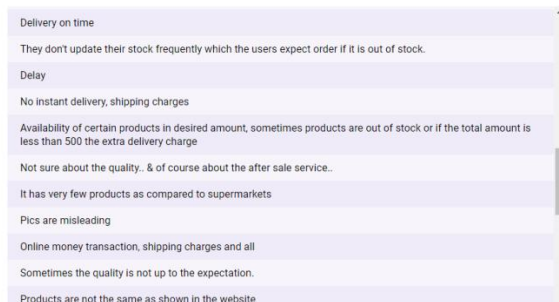 Delivery on time
They don't update their stock frequently which the users expect order if it is out of stock.
Delay
No instant delivery, shipping charges
Availability of certain products in desired amount, sometimes products are out of stock or if the total amount is
less than 500 the extra delivery charge
Not sure about the quality.. & of course about the after sale service..
It has very few products as compared to supermarkets
Pics are misleading
Online money transaction, shipping charges and all
Sometimes the quality is not up to the expectation.
Products are not the same as shown in the website